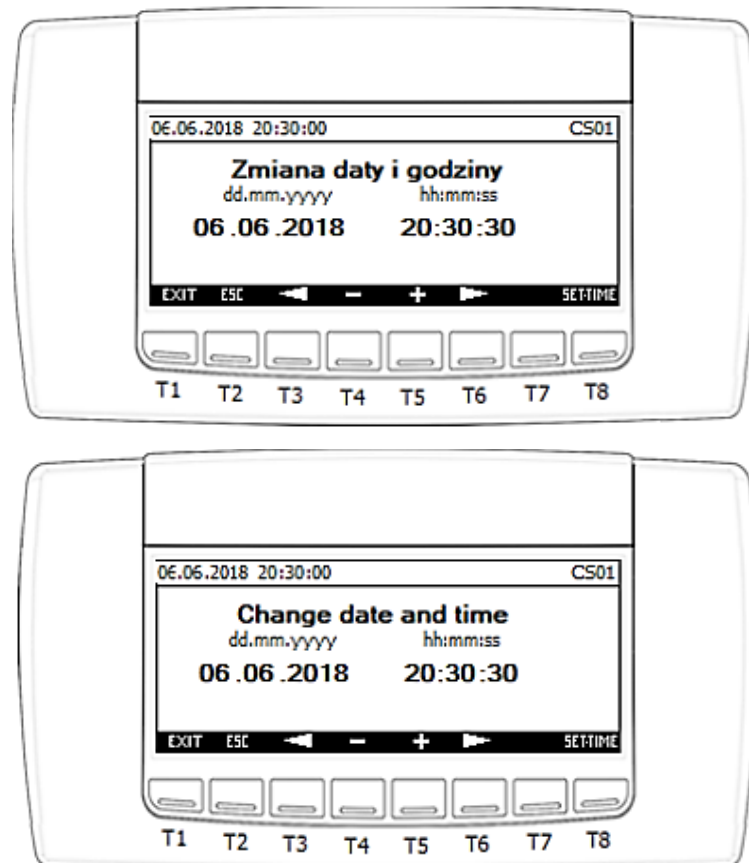 06.06.2018 20:30:00 CS01
Zmiana daty i godziny
dd.mm.yyyy hh:mm:ss
06.06.2018 20:30:30
EXIT ESC - + SET-TIME
T1 T2 T3 T4 T5 T6 T7 T8
06.06.2018 20:30:00 CS01
Change date and time
dd.mm.yyyy hh:mm:ss
06.06.2018 20:30:30
EXIT ESC - + SET-TIME
T1 T2 T3 T4 T5 T6 T7 T8